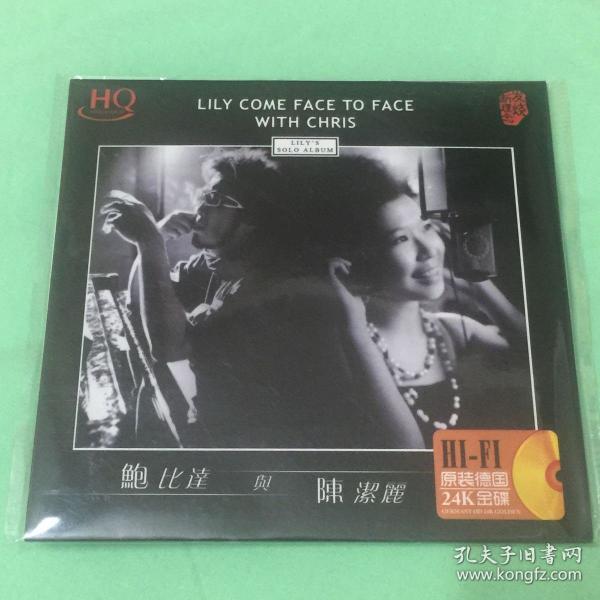 HQ
LILY COME FACE TO FACE
WITH CHRIS
LILY'S
SOLO ALBUM
鮑比達 與 陳潔麗
HI-FI
原装德国
24K金碟
孔夫子旧书网
www.kongfz.com